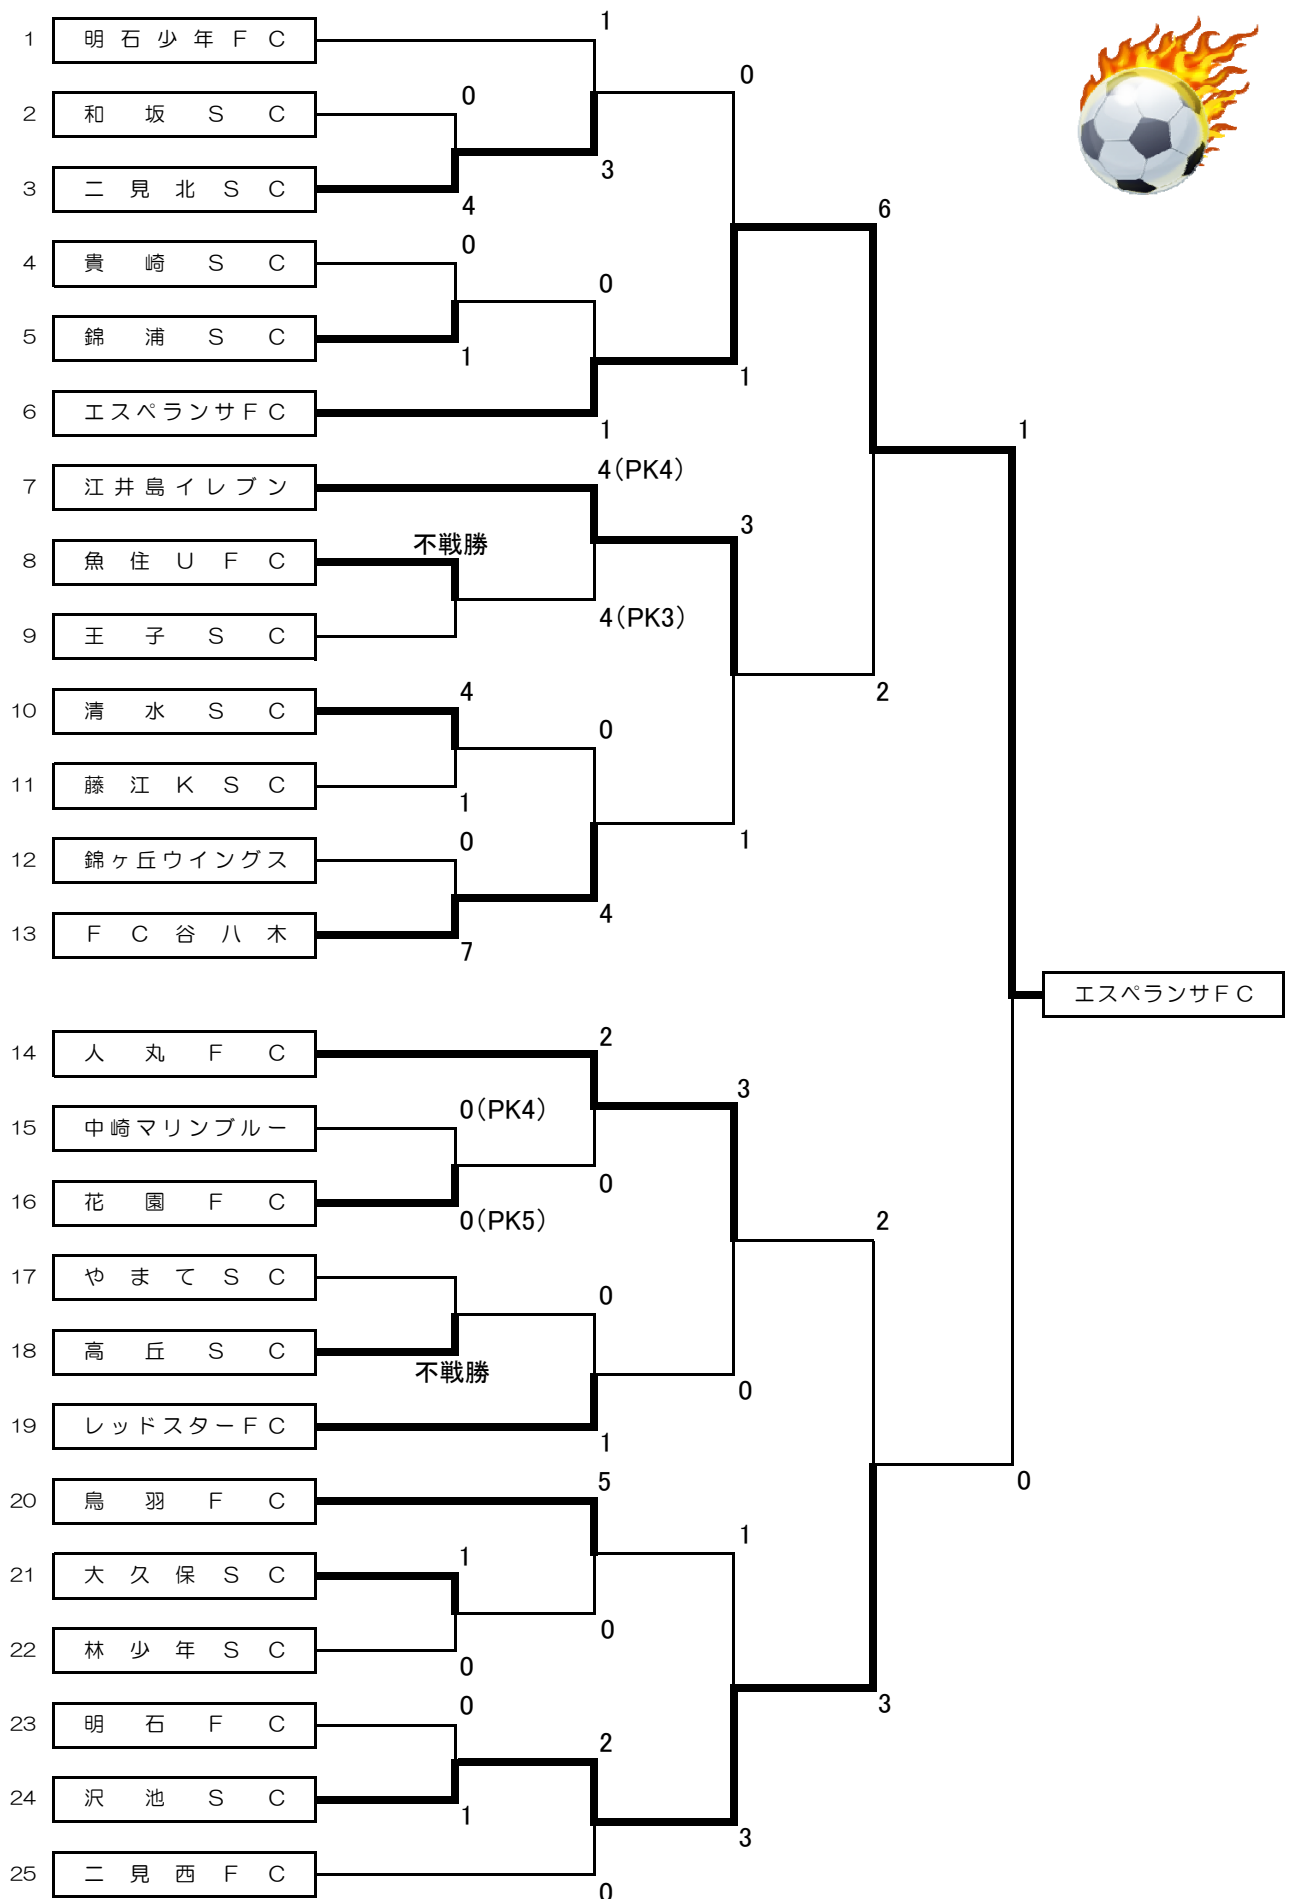 1 明石少年FC
2 和坂SC
3 二見北SC
4 貴崎SC
5 錦浦SC
6 エスペランサFC
7 江井島イレブン
8 魚住UFC
9 王子SC
10 清水SC
11 藤江KSC
12 錦ヶ丘ウイングス
13 FC谷八木
14 人丸FC
15 中崎マリンブルー
16 花園FC
17 やまてSC
18 高丘SC
19 レッドスターFC
20 鳥羽FC
21 大久保SC
22 林少年SC
23 明石FC
24 沢池SC
25 二見西FC
0
4
0
1
不戦勝
4
1
0
7
0(PK4)
0(PK5)
不戦勝
1
0
0
1
1
3
0
1
4(PK4)
4(PK3)
0
4
2
0
0
1
5
0
2
0
0
1
3
1
3
0
1
3
6
2
2
3
1
0
エスペランサFC